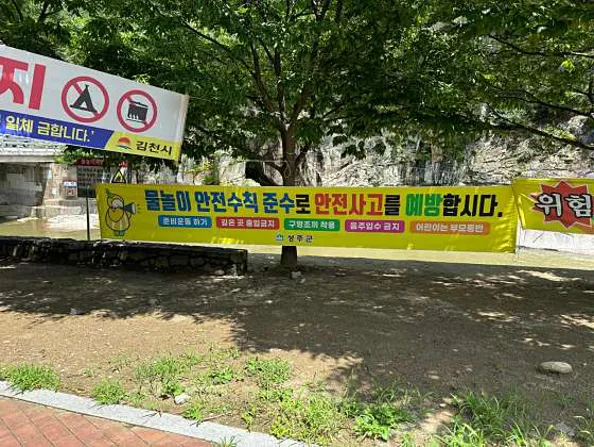 지
일체 금합니다.'
김천시
물놀이 안전수칙 준수로 안전사고를 예방합시다.
준비운동 하기 깊은 곳 출입금지 구명조끼 착용 음주입수 금지 어린이는 부모동반
성주군
위험